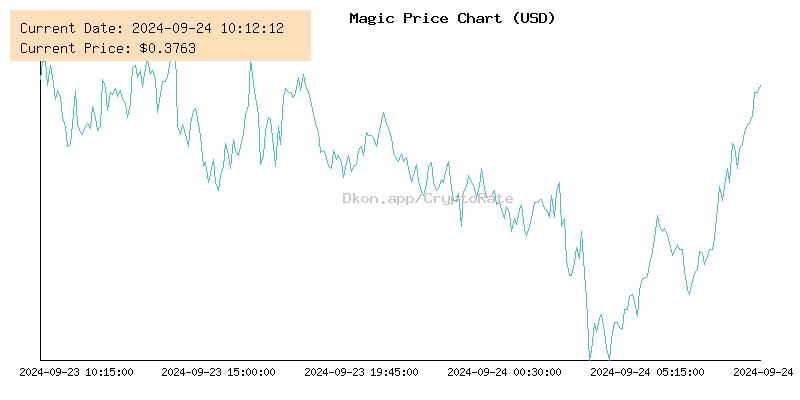 Magic Price Chart (USD)
Current Date: 2024-09-24 10:12:12
Current Price: $0.3763
Dkon.app/CryptoRate
2024-09-23 10:15:00
2024-09-23 15:00:00
2024-09-23 19:45:00
2024-09-24 00:30:00
2024-09-24 05:15:00
2024-09-24